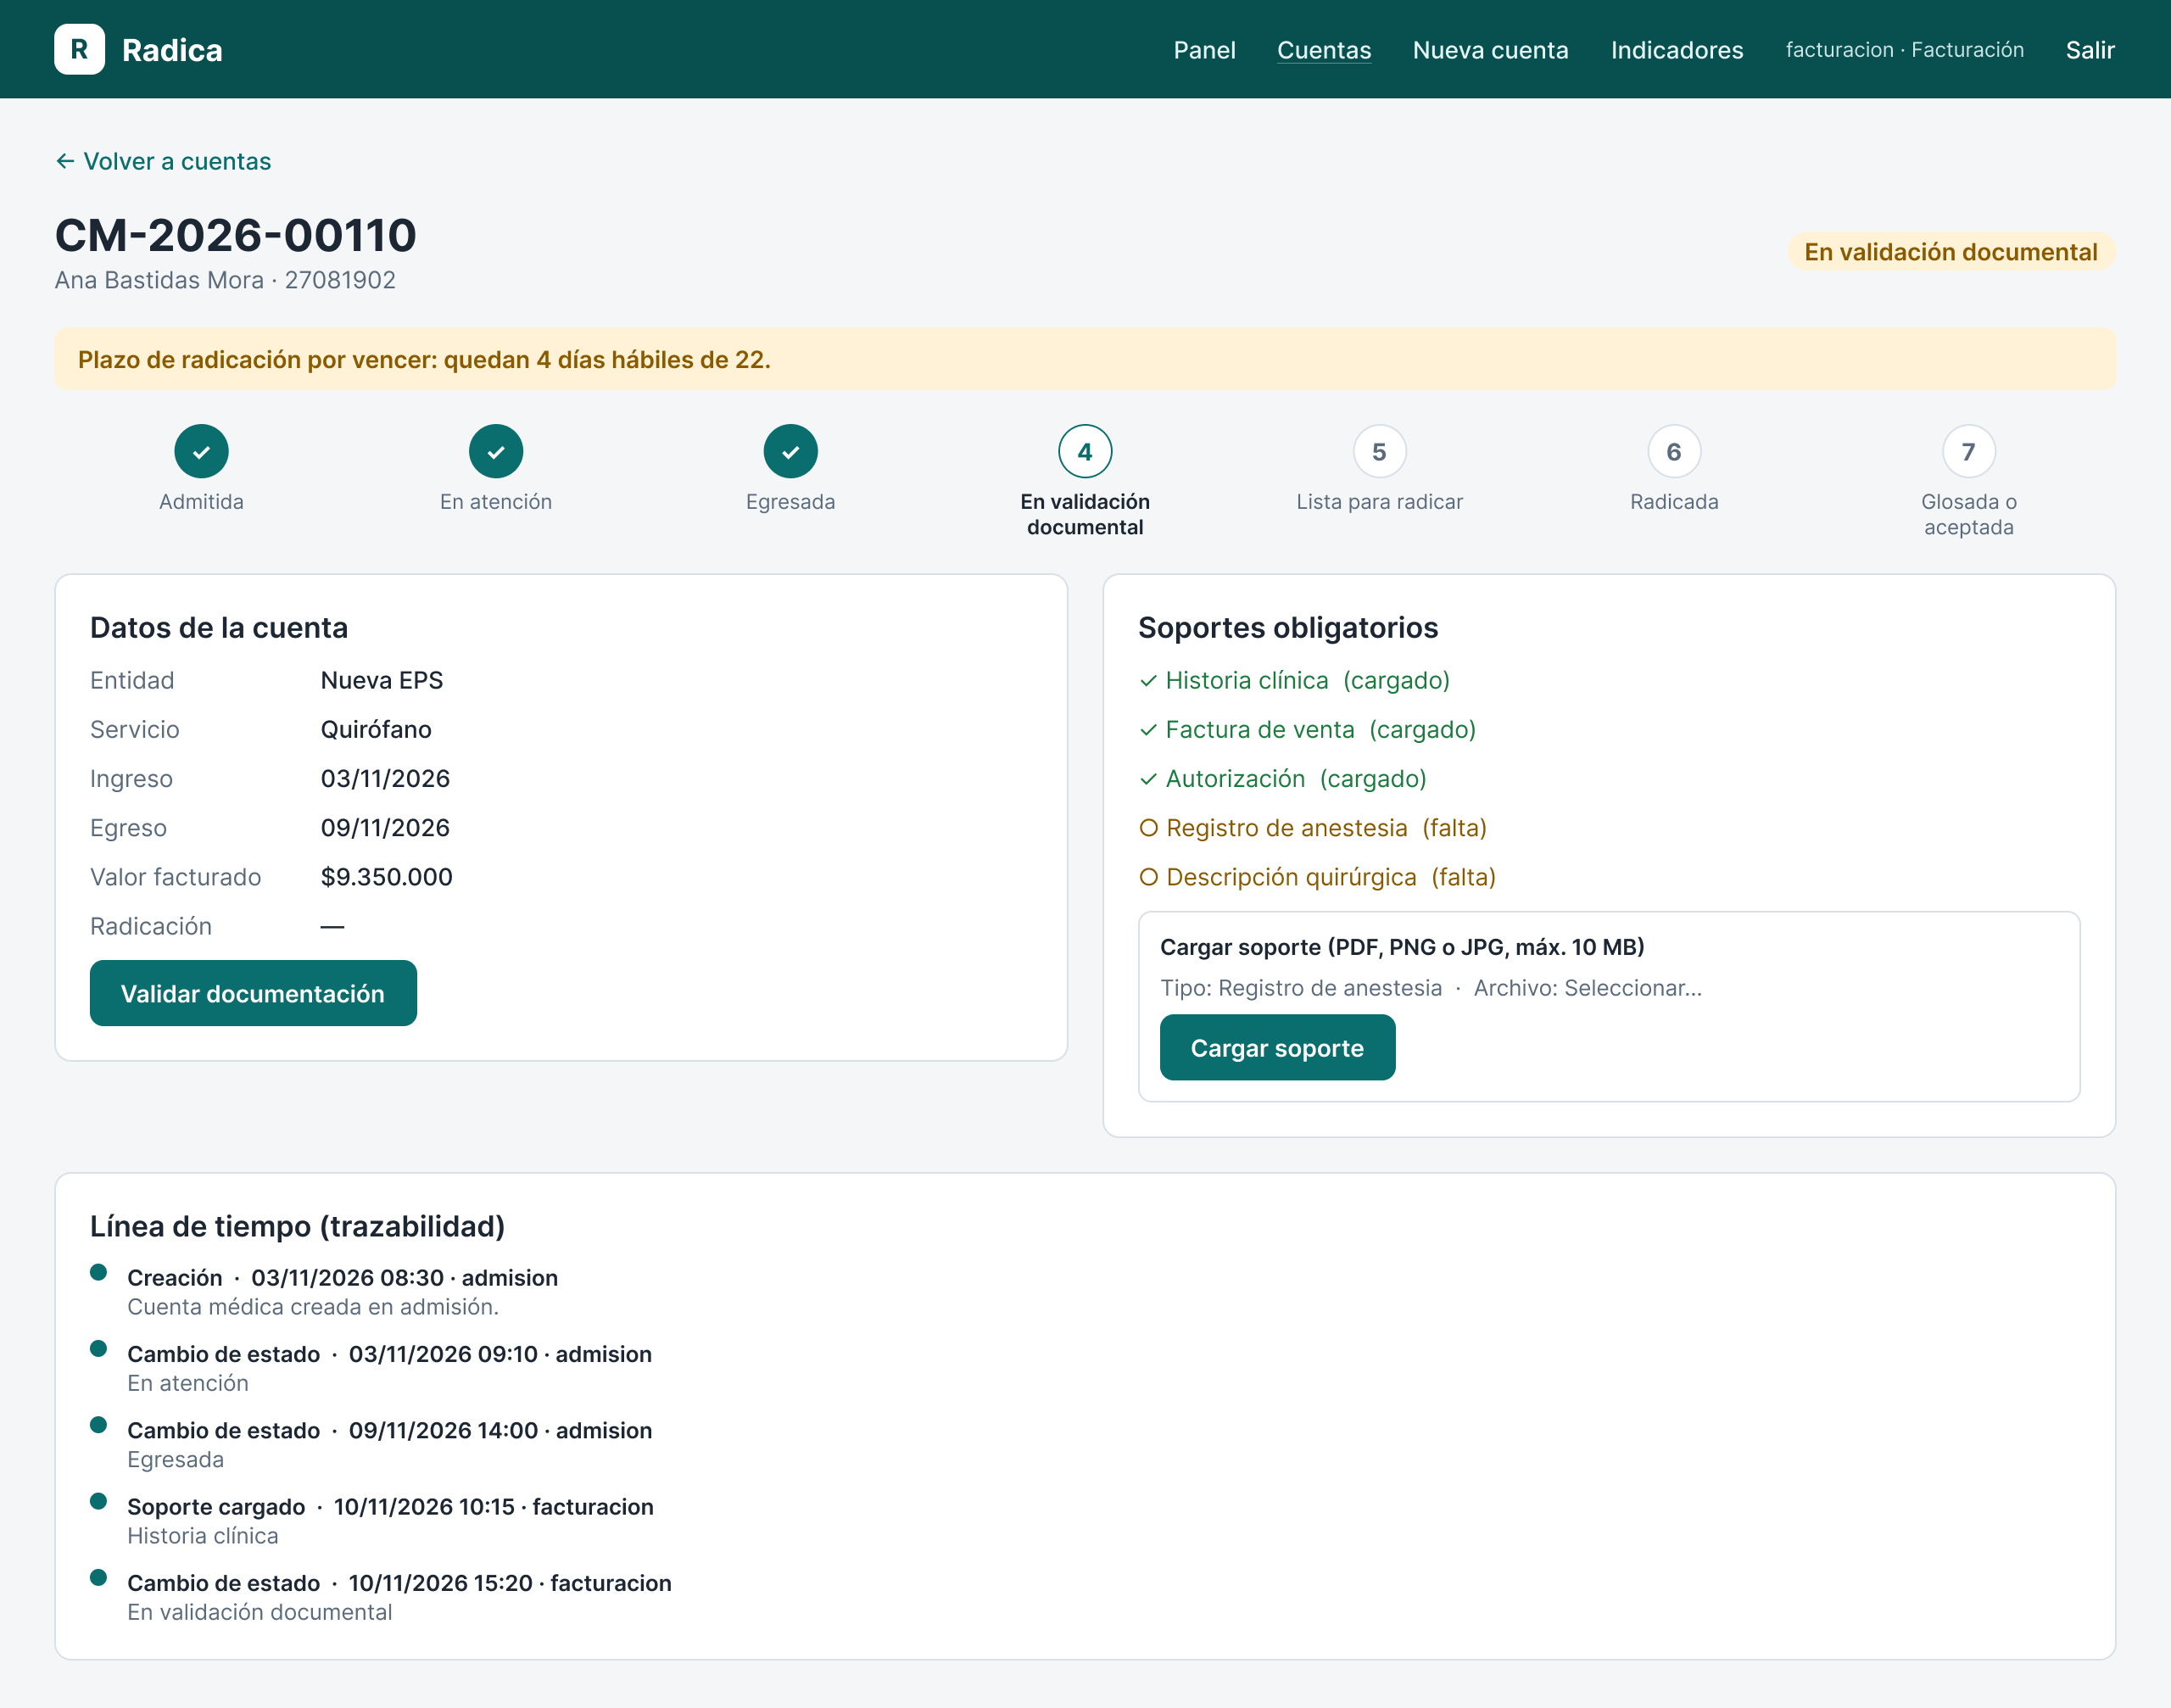 R Radica
Panel Cuentas Nueva cuenta Indicadores facturacion · Facturación Salir
← Volver a cuentas
CM-2026-00110
Ana Bastidas Mora · 27081902
En validación documental
Plazo de radicación por vencer: quedan 4 días hábiles de 22.
✓ Admitida
✓ En atención
✓ Egresada
4 En validación
documental
5 Lista para radicar
6 Radicada
7 Glosada o
aceptada
Datos de la cuenta
Entidad Nueva EPS
Servicio Quirófano
Ingreso 03/11/2026
Egreso 09/11/2026
Valor facturado $9.350.000
Radicación —
Validar documentación
Soportes obligatorios
✓ Historia clínica (cargado)
✓ Factura de venta (cargado)
✓ Autorización (cargado)
○ Registro de anestesia (falta)
○ Descripción quirúrgica (falta)
Cargar soporte (PDF, PNG o JPG, máx. 10 MB)
Tipo: Registro de anestesia · Archivo: Seleccionar...
Cargar soporte
Línea de tiempo (trazabilidad)
Creación · 03/11/2026 08:30 · admision
Cuenta médica creada en admisión.
Cambio de estado · 03/11/2026 09:10 · admision
En atención
Cambio de estado · 09/11/2026 14:00 · admision
Egresada
Soporte cargado · 10/11/2026 10:15 · facturacion
Historia clínica
Cambio de estado · 10/11/2026 15:20 · facturacion
En validación documental